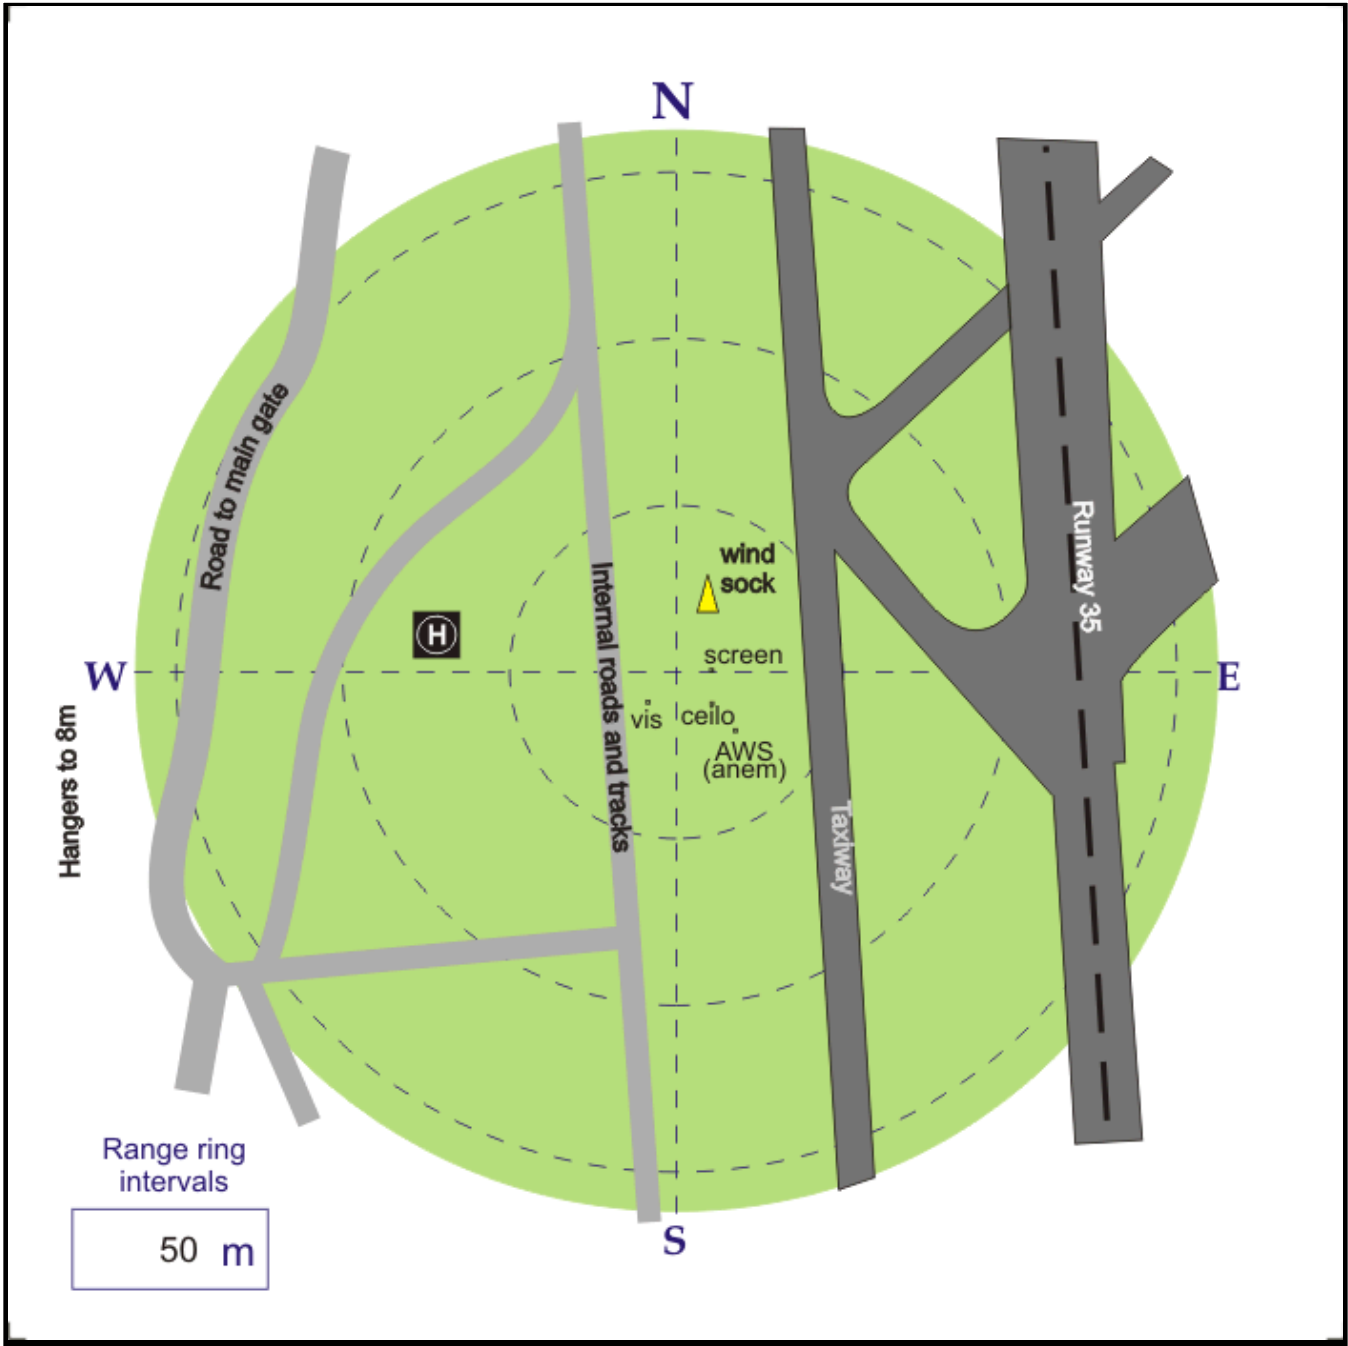 N
Road to main gate
wind
sock
Runway 35
H
Internal roads and tracks
screen
W
E
vis
ceilo
AWS
(anem)
Hangers to 8m
Taxiway
Range ring
intervals
50 m
S